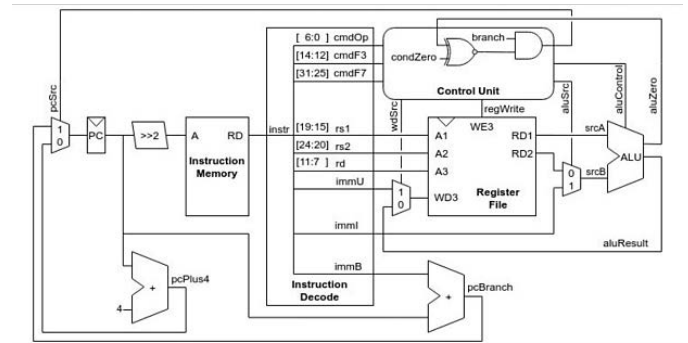 [ 6:0 ] cmdOp
[14:12] cmdF3
[31:25] cmdF7
branch
condZero
Control Unit
pcSrc
wdSrc
regWrite
aluSrc
aluControl
aluZero
1
0
PC
>>2
A RD
Instruction
Memory
instr
[19:15] rs1
[24:20] rs2
[11:7 ] rd
immU
immI
immB
Instruction
Decode
1
0
A1
A2
A3
WD3
WE3
RD1
RD2
Register
File
0
1
srcA
srcB
ALU
aluResult
4
+
pcPlus4
+
pcBranch